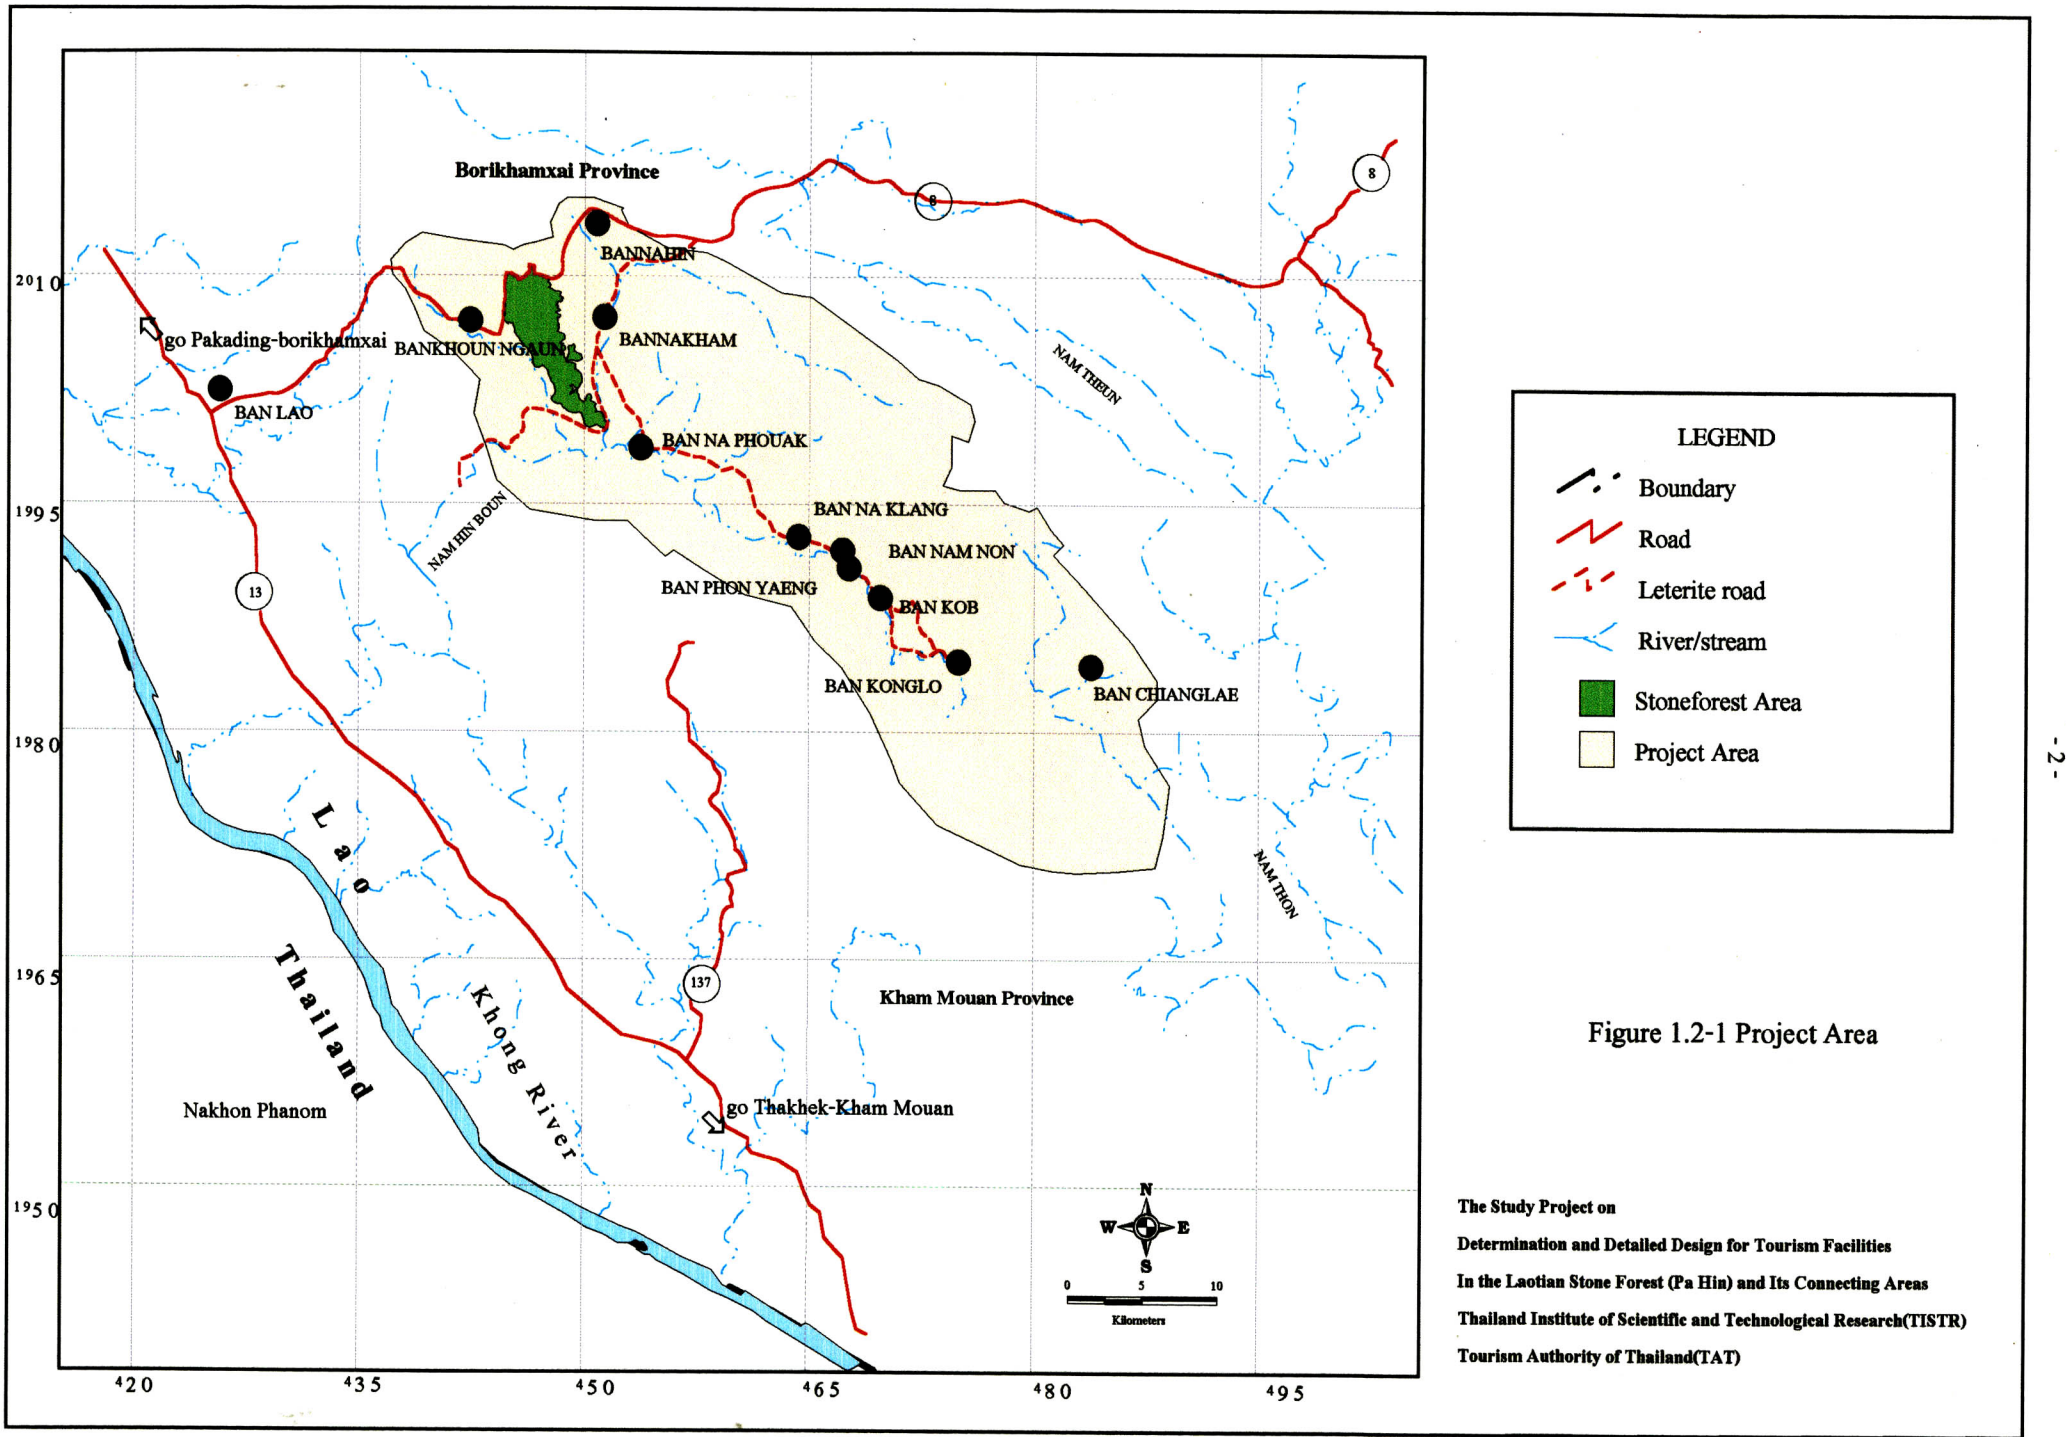 Borikhamxai Province
8
8
BANNAHIN
2010
go Pakading-borikhamxai
BANKHOUN NGAUN
BANNAKHAM
NAM THEUN
BAN LAO
BAN NA PHOUAK
1995
NAM HIN BOUN
BAN NA KLANG
BAN NAM NON
BAN PHON YAENG
BAN KOB
13
BAN KONGLO
BAN CHIANGLAE
1980
Lao
NAM THON
Thailand
1965
137
Khong River
Kham Mouan Province
Nakhon Phanom
go Thakhek-Kham Mouan
1950
N
W E
S
0 5 10
Kilometers
420 435 450 465 480 495
LEGEND
Boundary
Road
Leterite road
River/stream
Stoneforest Area
Project Area
- 2 -
Figure 1.2-1 Project Area
The Study Project on
Determination and Detailed Design for Tourism Facilities
In the Laotian Stone Forest (Pa Hin) and Its Connecting Areas
Thailand Institute of Scientific and Technological Research(TISTR)
Tourism Authority of Thailand(TAT)